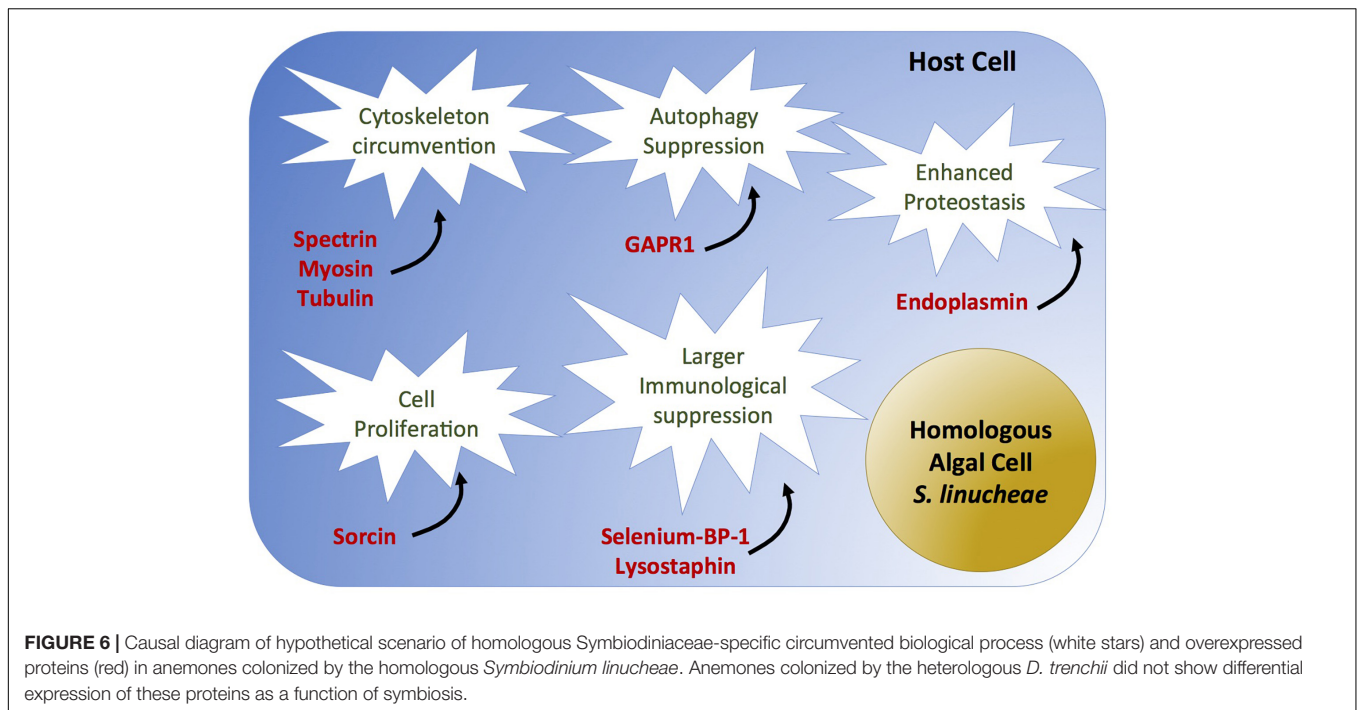 Host Cell
Cytoskeleton
circumvention
Autophagy
Suppression
Enhanced
Proteostasis
Spectrin
Myosin
Tubulin
GAPR1
Endoplasmin
Cell
Proliferation
Larger
Immunological
suppression
Homologous
Algal Cell
S. linucheae
Sorcin
Selenium-BP-1
Lysostaphin
FIGURE 6 | Causal diagram of hypothetical scenario of homologous Symbiodiniaceae-specific circumvented biological process (white stars) and overexpressed
proteins (red) in anemones colonized by the homologous Symbiodinium linucheae. Anemones colonized by the heterologous D. trenchii did not show differential
expression of these proteins as a function of symbiosis.